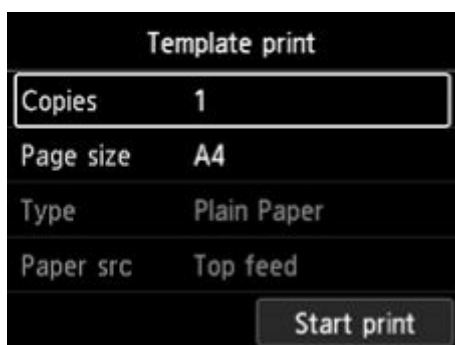 Template print
Copies 1
Page size A4
Type Plain Paper
Paper src Top feed
Start print